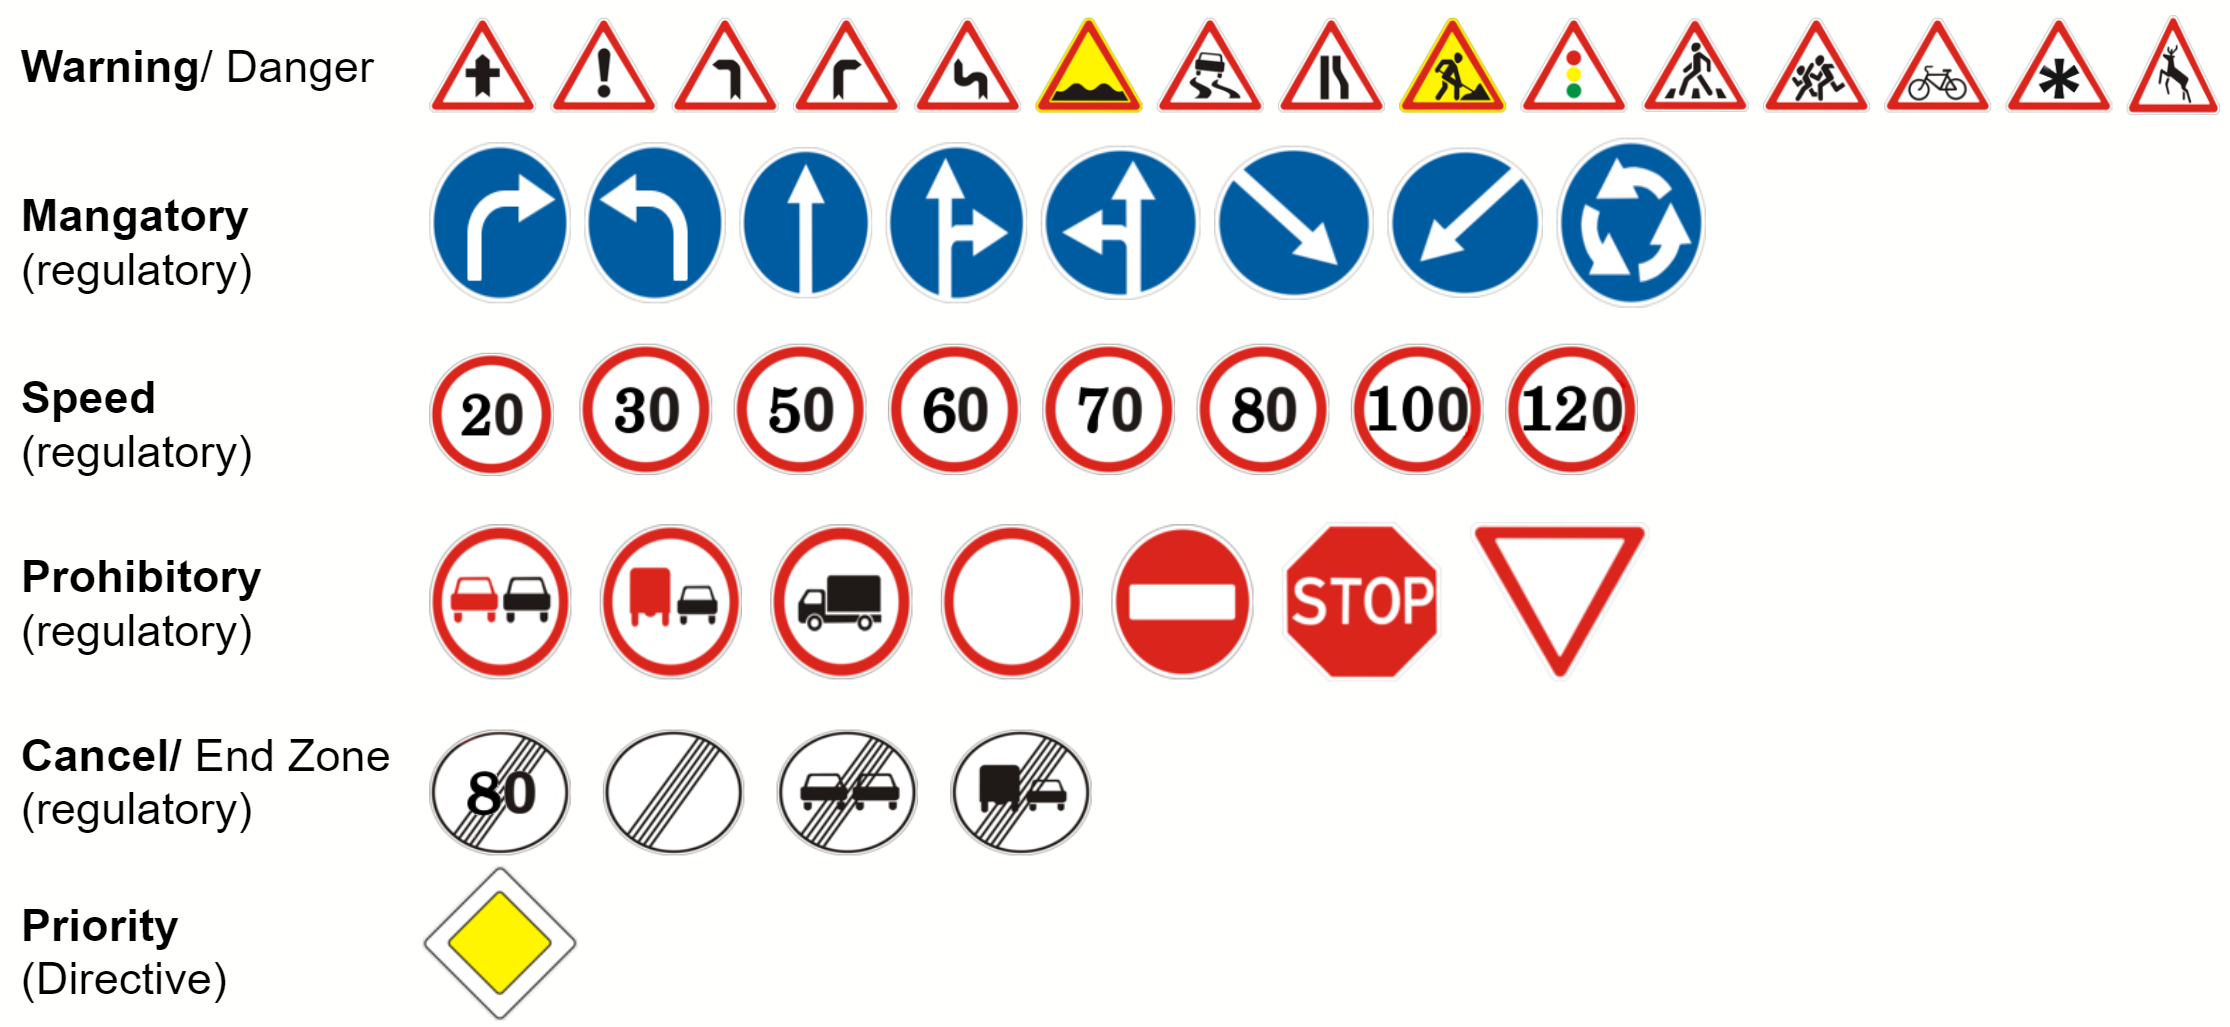 Warning/ Danger
Mangatory
(regulatory)
Speed
(regulatory)
20 30 50 60 70 80 100 120
Prohibitory
(regulatory)
STOP
Cancel/ End Zone
(regulatory)
80
Priority
(Directive)